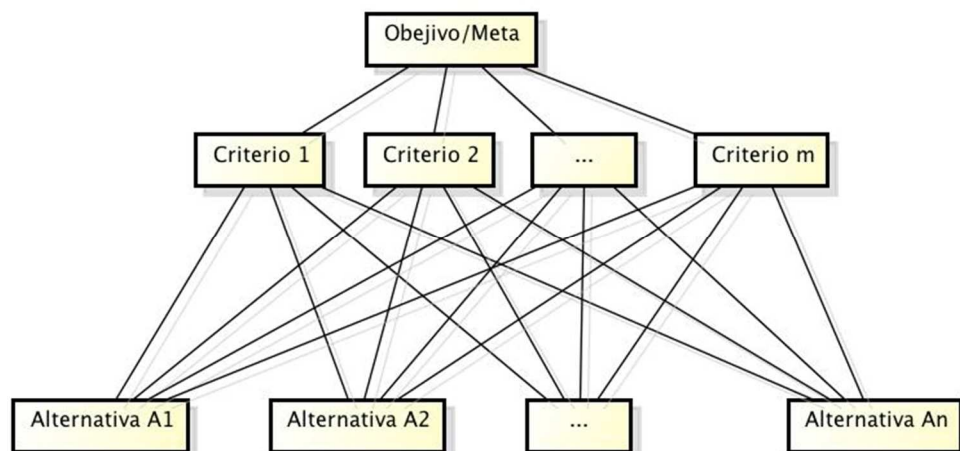 Obejivo/Meta
Criterio 1
Criterio 2
...
Criterio m
Alternativa A1
Alternativa A2
...
Alternativa An